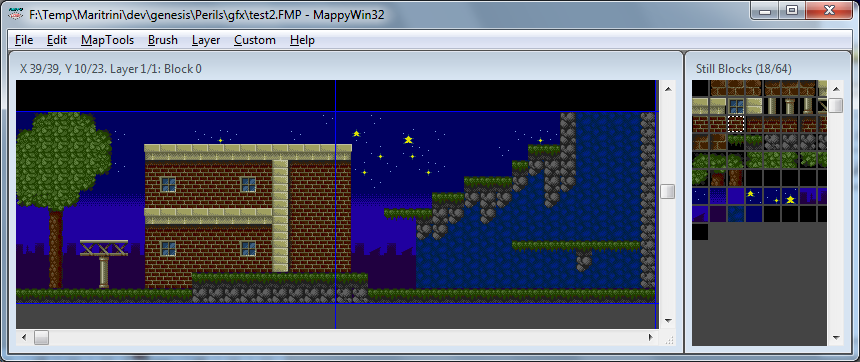 F:\Temp\Maritrini\dev\genesis\Perils\gfx\test2.FMP - MappyWin32
File Edit MapTools Brush Layer Custom
X 39/39, Y 10/23. Layer 1/1: Block 0
Still Blocks (18/64)